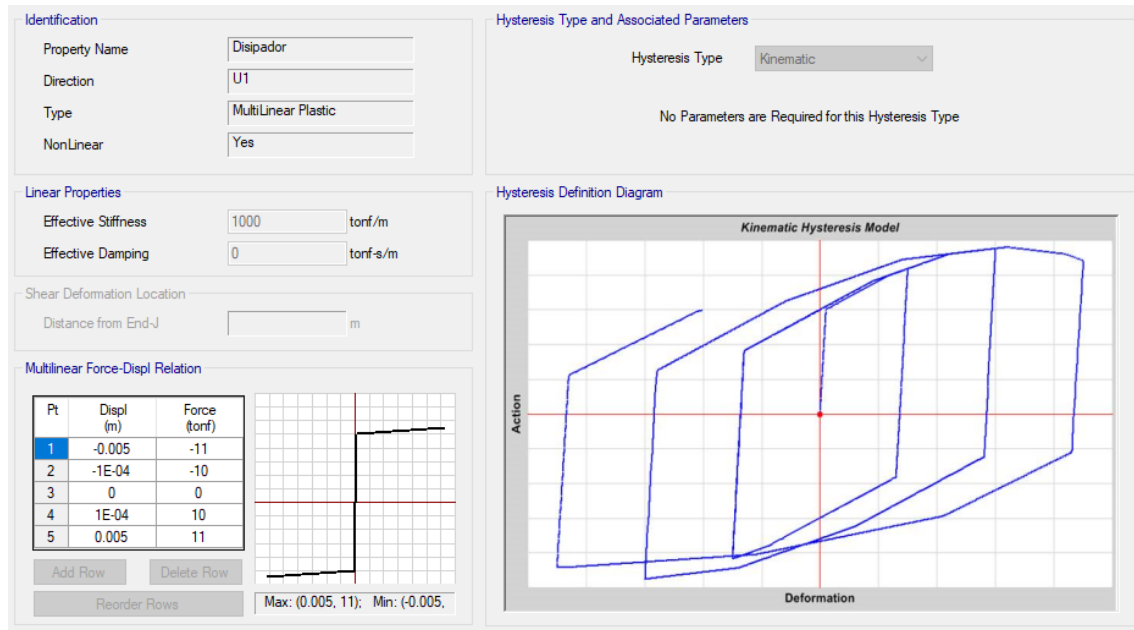 Identification
Property Name Disipador
Direction U1
Type MultiLinear Plastic
NonLinear Yes
Linear Properties
Effective Stiffness 1000 tonf/m
Effective Damping 0 tonf-s/m
Shear Deformation Location
Distance from End-J m
Multilinear Force-Displ Relation
Pt Displ Force
(m) (tonf)
1 -0.005 -11
2 -1E-04 -10
3 0 0
4 1E-04 10
5 0.005 11
Add Row Delete Row
Reorder Rows
Max: (0.005, 11); Min: (-0.005,
Hysteresis Type and Associated Parameters
Hysteresis Type Kinematic
No Parameters are Required for this Hysteresis Type
Hysteresis Definition Diagram
Kinematic Hysteresis Model
Action
Deformation